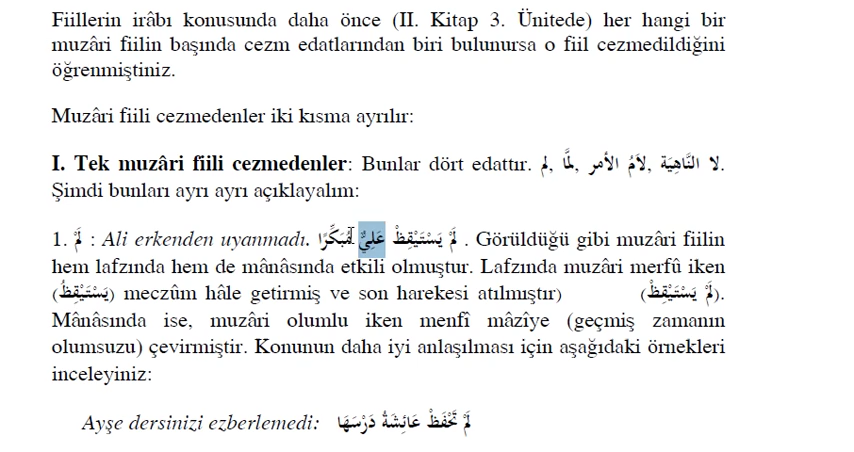 Fiillerin irâbı konusunda daha önce (II. Kitap 3. Ünitede) her hangi bir
muzâri fiilin başında cezm edatlarından biri bulunursa o fiil cezmedildiğini
öğrenmiştiniz.
Muzâri fiili cezmedenler iki kısma ayrılır:
I. Tek muzâri fiili cezmedenler: Bunlar dört edattır. لم, لَمَّا, لاَمُ الأمر, لا النَّاهِيَة.
Şimdi bunları ayrı ayrı açıklayalım:
1. لَمْ : Ali erkenden uyanmadı. لَمْ يَسْتَيْقِظْ عَلِيٌّ مُبَكِّرًا . Görüldüğü gibi muzâri fiilin
hem lafzında hem de mânâsında etkili olmuştur. Lafzında muzâri merfû iken
(يَسْتَيْقِظُ) meczûm hâle getirmiş ve son harekesi atılmıştır) (لَمْ يَسْتَيْقِظْ).
Mânâsında ise, muzâri olumlu iken menfî mâzîye (geçmiş zamanın
olumsuzu) çevirmiştir. Konunun daha iyi anlaşılması için aşağıdaki örnekleri
inceleyiniz:
Ayşe dersinizi ezberlemedi: لَمْ تَحْفَظْ عَائِشَةُ دَرْسَهَا